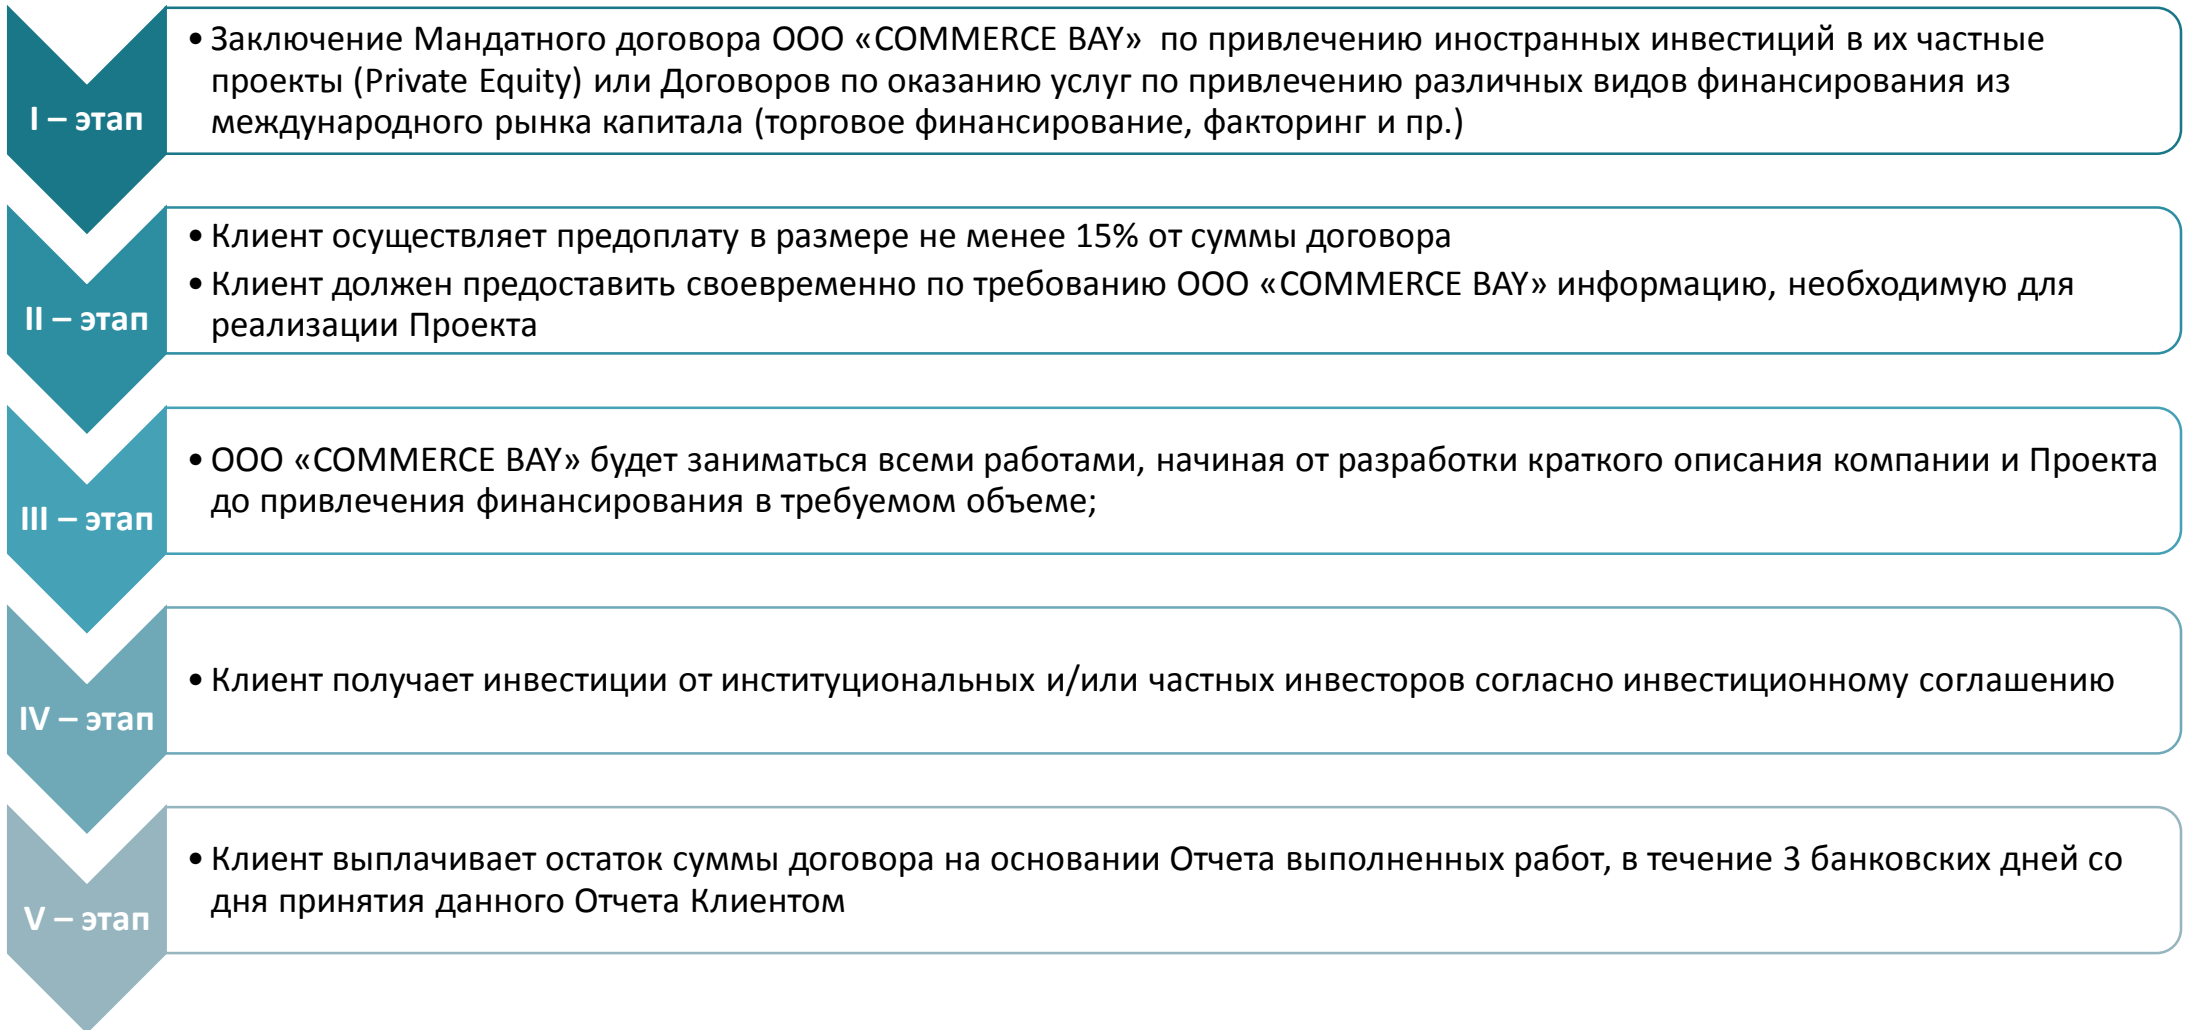 I – этап
• Заключение Мандатного договора ООО «COMMERCE BAY»  по привлечению иностранных инвестиций в их частные
проекты (Private Equity) или Договоров по оказанию услуг по привлечению различных видов финансирования из
международного рынка капитала (торговое финансирование, факторинг и пр.)
II – этап
• Клиент осуществляет предоплату в размере не менее 15% от суммы договора
• Клиент должен предоставить своевременно по требованию ООО «COMMERCE BAY» информацию, необходимую для
реализации Проекта
III – этап
• ООО «COMMERCE BAY» будет заниматься всеми работами, начиная от разработки краткого описания компании и Проекта
до привлечения финансирования в требуемом объеме;
IV – этап
• Клиент получает инвестиции от институциональных и/или частных инвесторов согласно инвестиционному соглашению
V – этап
• Клиент выплачивает остаток суммы договора на основании Отчета выполненных работ, в течение 3 банковских дней со
дня принятия данного Отчета Клиентом